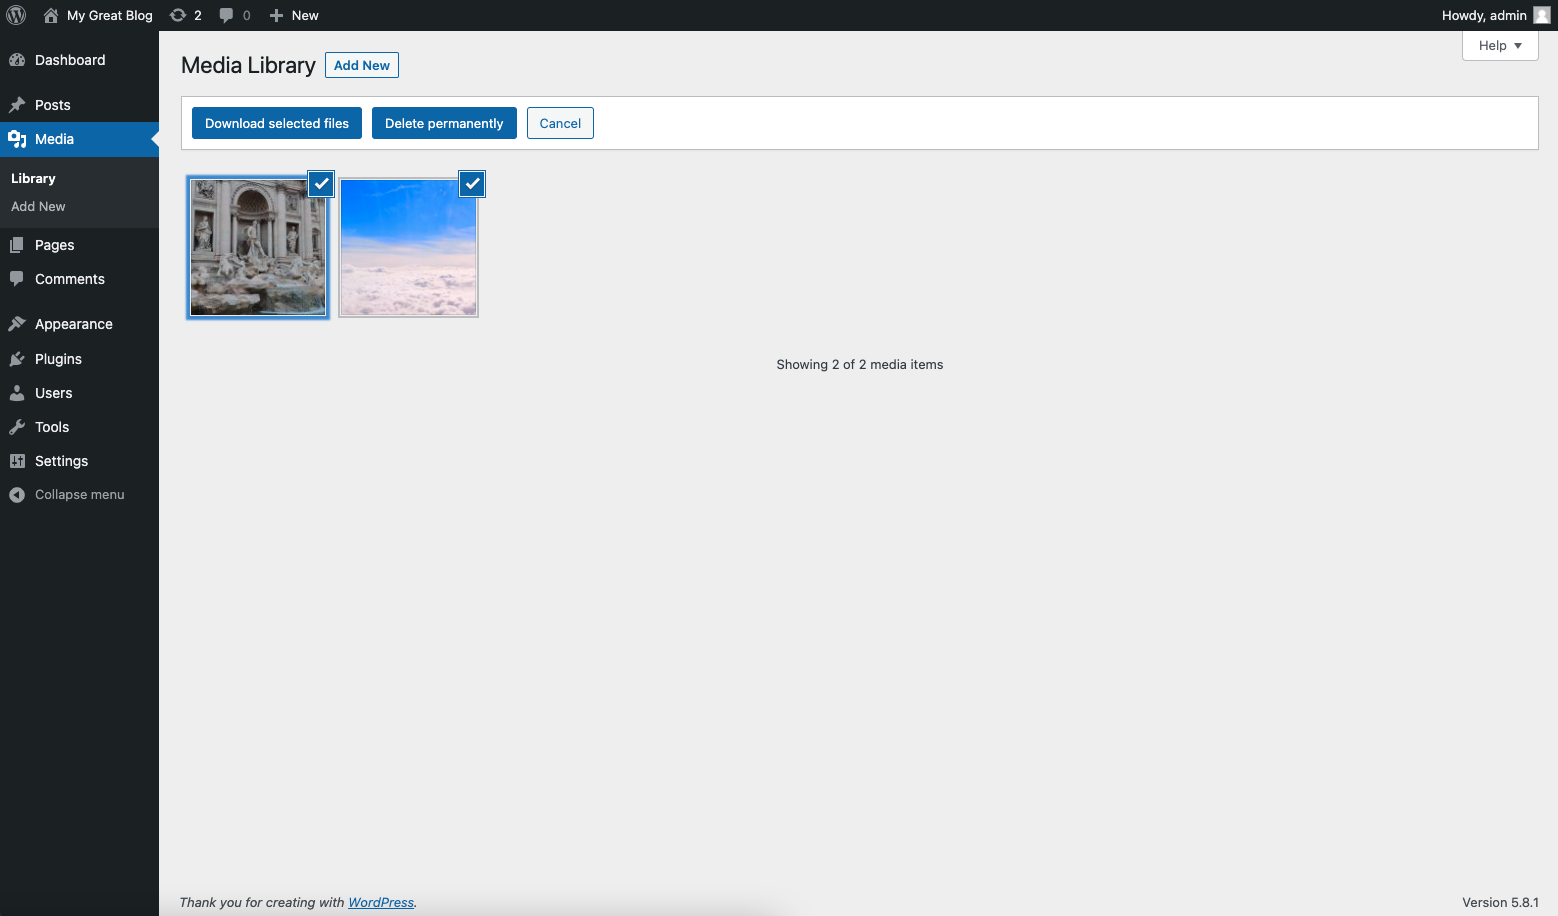 My Great Blog 2 0 New Howdy, admin
Help
Dashboard
Posts
Media
Library
Add New
Pages
Comments
Appearance
Plugins
Users
Tools
Settings
Collapse menu
Media Library Add New
Download selected files Delete permanently Cancel
Showing 2 of 2 media items
Thank you for creating with WordPress. Version 5.8.1